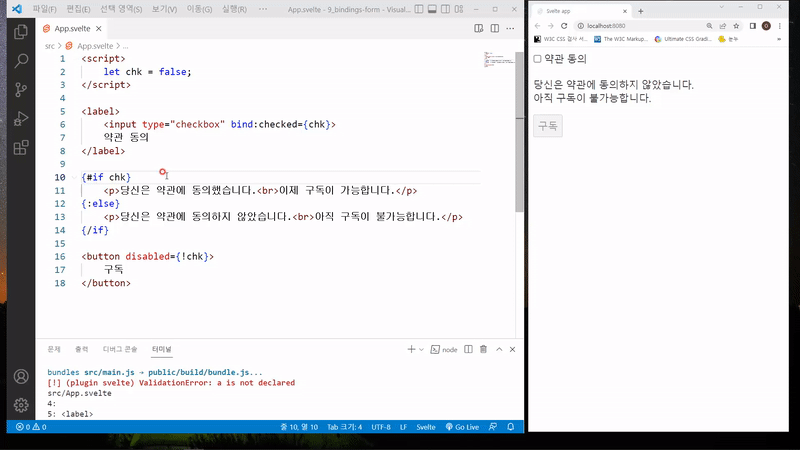 파일(F) 편집(E) 선택 영역(S) 보기(V) 이동(G) 실행(R) ··· App.svelte - 9_bindings-form - Visual...
App.svelte
src > App.svelte > ...
1 <script>
2 let chk = false;
3 </script>
4
5 <label>
6 <input type="checkbox" bind:checked={chk}>
7 약관 동의
8 </label>
9
10 {#if chk}
11 <p>당신은 약관에 동의했습니다.<br>이제 구독이 가능합니다.</p>
12 {:else}
13 <p>당신은 약관에 동의하지 않았습니다.<br>아직 구독이 불가능합니다.</p>
14 {/if}
15
16 <button disabled={!chk}>
17 구독
18 </button>
문제 출력 디버그 콘솔 터미널
node
bundles src/main.js → public/build/bundle.js...
[!] (plugin svelte) ValidationError: a is not declared
src/App.svelte
4:
5: <label>
0 0
줄 10, 열 10 Tab 크기: 4 UTF-8 LF Svelte Go Live
Svelte app
localhost:8080
W3C CSS 검사 서... The W3C Markup... Ultimate CSS Gradi... »
약관 동의
당신은 약관에 동의하지 않았습니다.
아직 구독이 불가능합니다.
구독